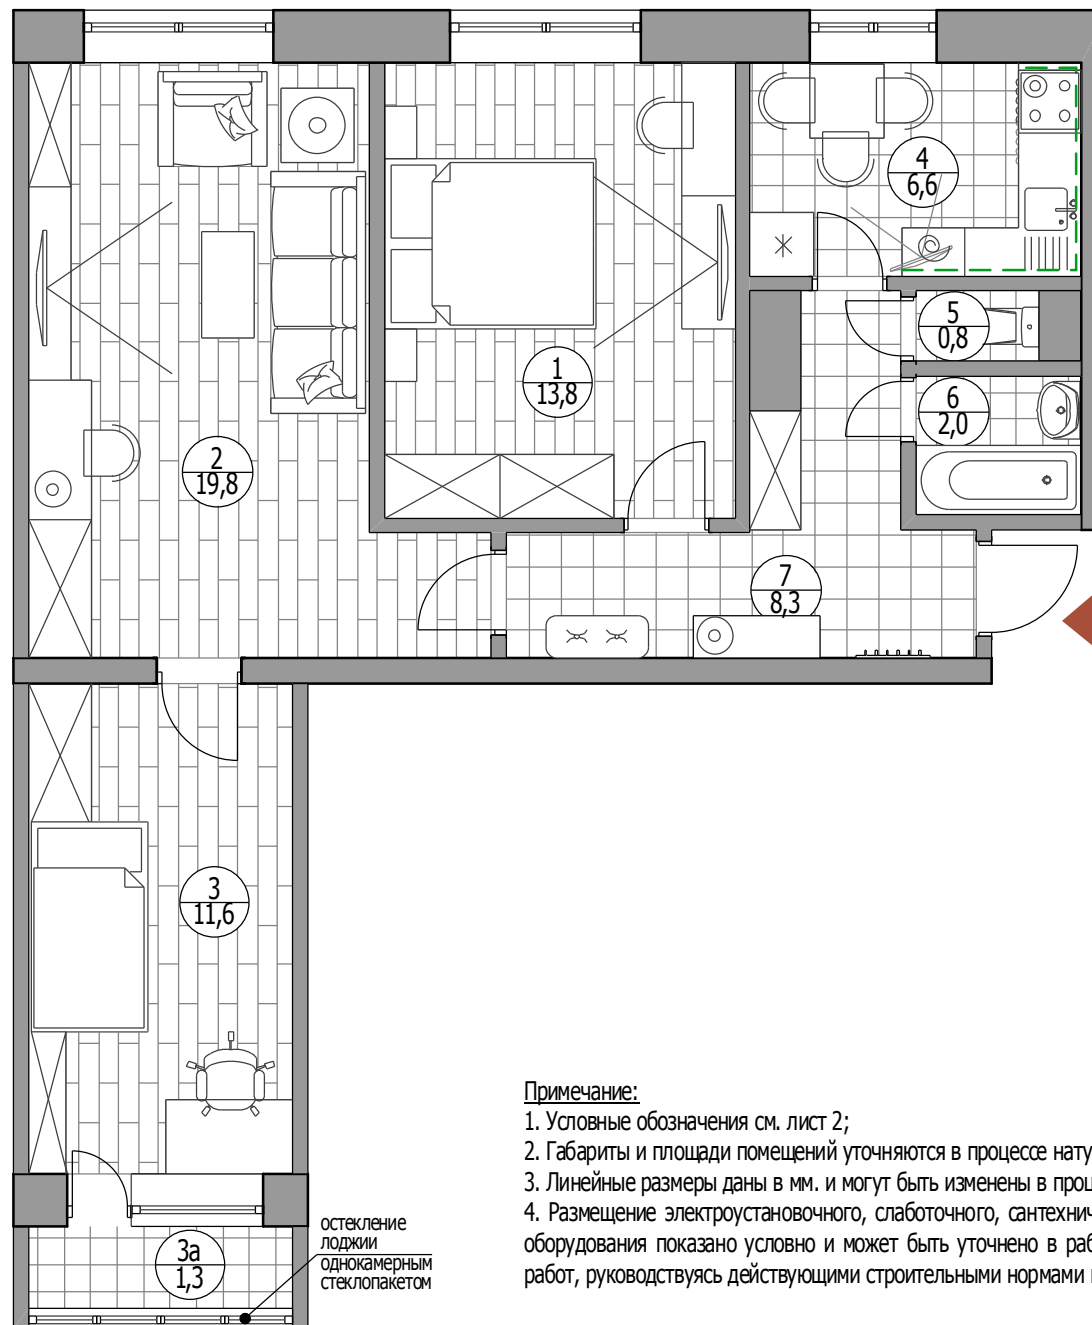 4
6,6
5
0,8
1
13,8
6
2,0
2
19,8
7
8,3
3
11,6
3а
1,3
остекление
лоджии
однокамерным
стеклопакетом
Примечание:
1. Условные обозначения см. лист 2;
2. Габариты и площади помещений уточняются в процессе нату
3. Линейные размеры даны в мм. и могут быть изменены в проц
4. Размещение электроустановочного, слаботочного, сантехнич
оборудования показано условно и может быть уточнено в раб
работ, руководствуясь действующими строительными нормами